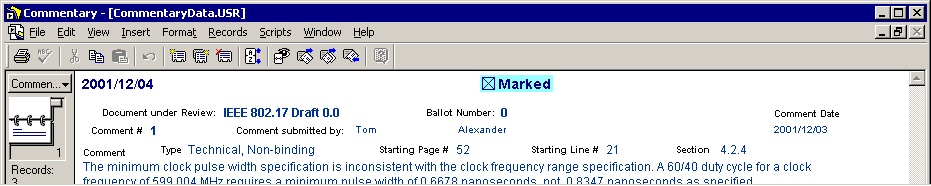 Commentary - [CommentaryData.USR]
File Edit View Insert Format Records Scripts Window Help
Commen...
1
Records:
3
2001/12/04 Marked
Document under Review: IEEE 802.17 Draft 0.0 Ballot Number: 0 Comment Date
Comment # 1 Comment submitted by: Tom Alexander 2001/12/03
Comment Type Technical, Non-binding Starting Page # 52 Starting Line # 21 Section 4.2.4
The minimum clock pulse width specification is inconsistent with the clock frequency range specification. A 60/40 duty cycle for a clock
frequency of 599.004 MHz requires a minimum pulse width of 0.6678 nanoseconds, not 0.8347 nanoseconds as specified.